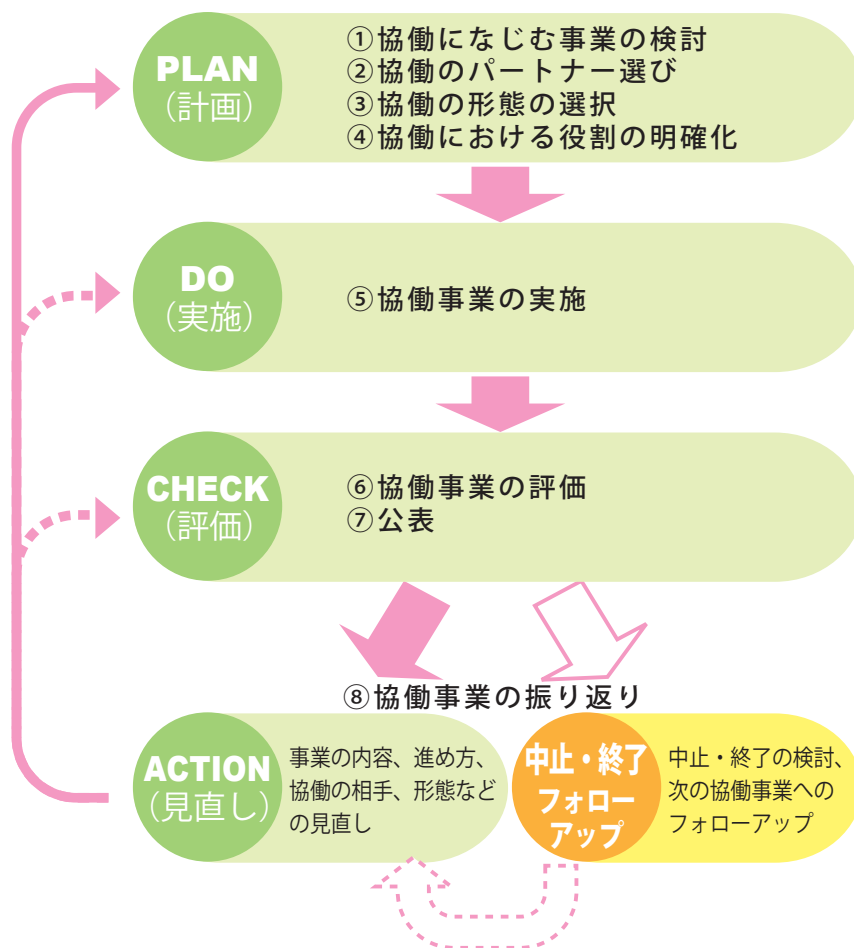 PLAN
（計画）
①協働になじむ事業の検討
②協働のパートナー選び
③協働の形態の選択
④協働における役割の明確化
DO
（実施）
⑤協働事業の実施
CHECK
（評価）
⑥協働事業の評価
⑦公表
⑧協働事業の振り返り
ACTION
（見直し）
事業の内容、進め方、
協働の相手、形態など
の見直し
中止・終了
フォロー
アップ
中止・終了の検討、
次の協働事業への
フォローアップ